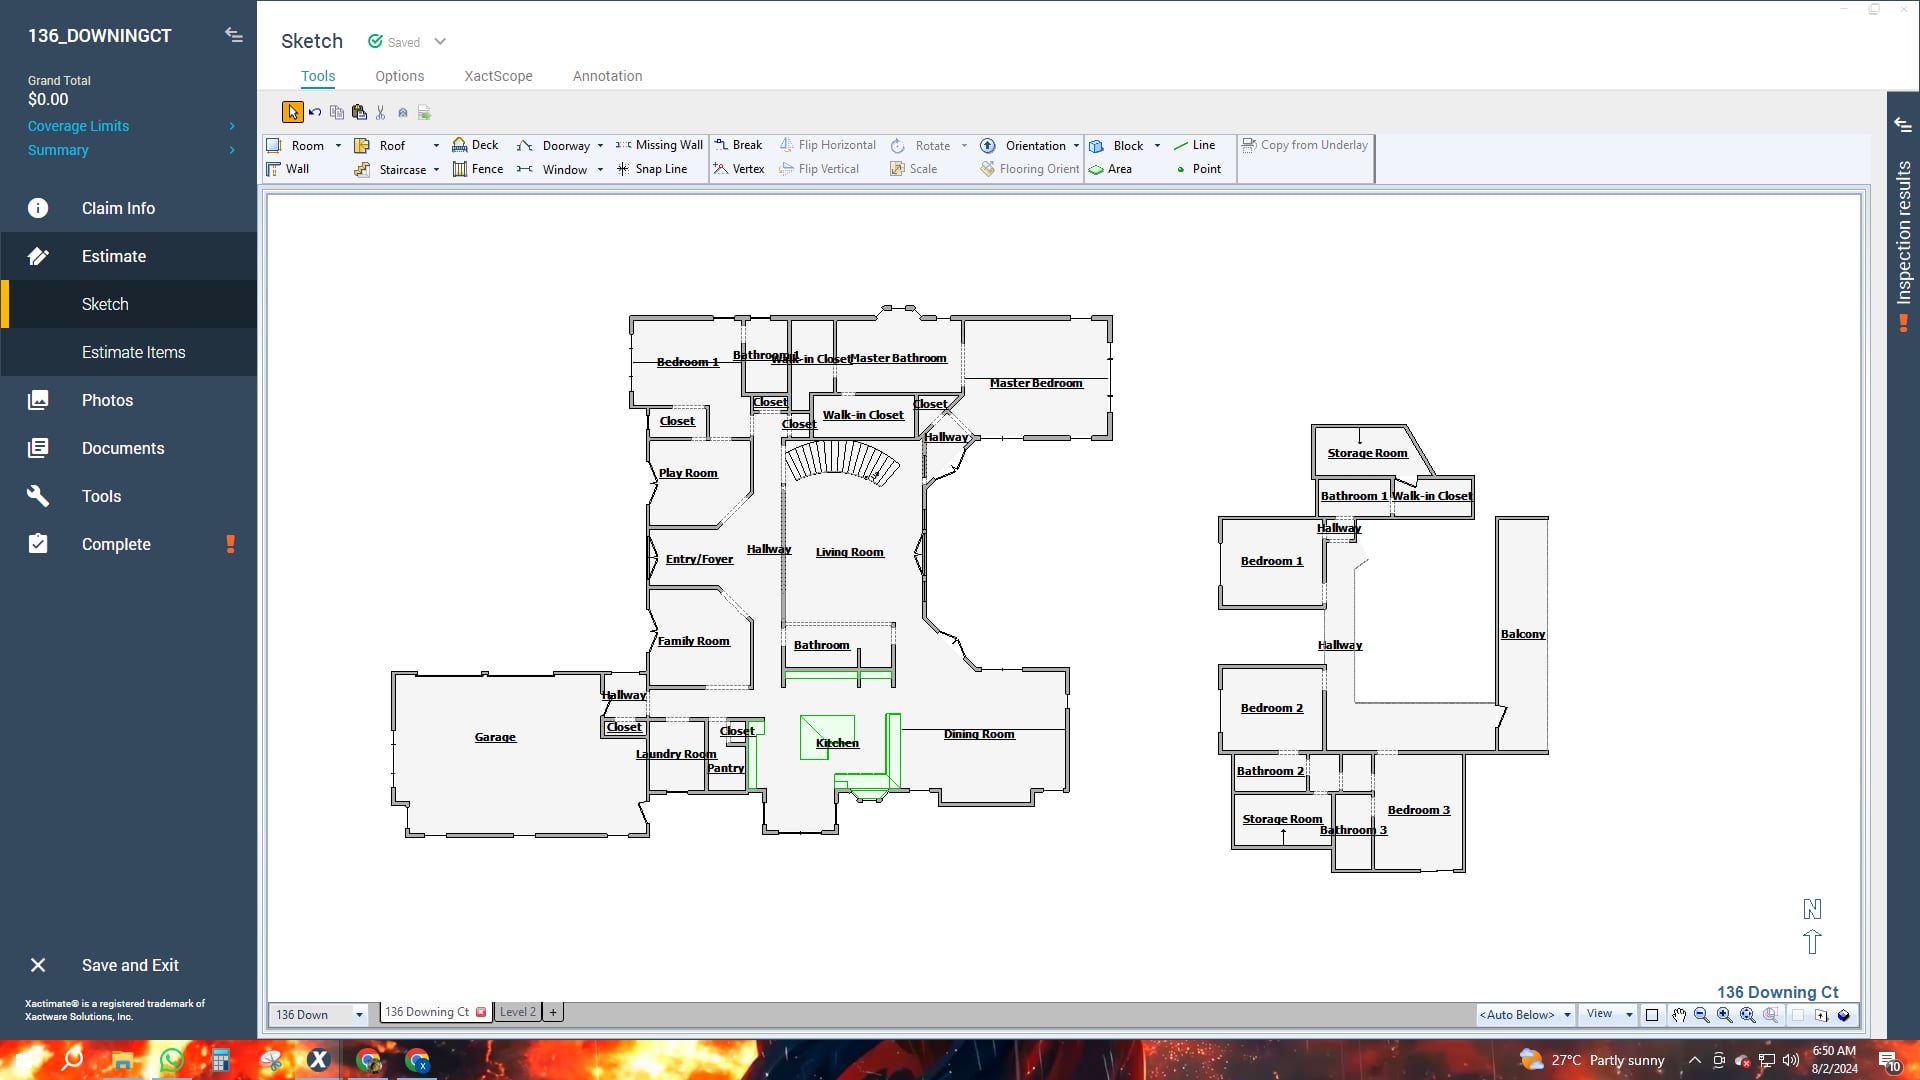 136_DOWNINGCT
Grand Total
$0.00
Coverage Limits
Summary
Claim Info
Estimate
Sketch
Estimate Items
Photos
Documents
Tools
Complete
Save and Exit
Xactimate® is a registered trademark of
Xactware Solutions, Inc.
Sketch
Saved
Tools
Options
XactScope
Annotation
Room
Roof
Deck
Doorway
Missing Wall
Break
Flip Horizontal
Rotate
Orientation
Block
Line
Copy from Underlay
Wall
Staircase
Fence
Window
Snap Line
Vertex
Flip Vertical
Scale
Flooring Orient
Area
Point
Inspection results
Bedroom 1
Bathroom 1
Walk-in Closet
Master Bathroom
Master Bedroom
Closet
Closet
Walk-in Closet
Closet
Closet
Hallway
Play Room
Entry/Foyer
Hallway
Living Room
Family Room
Bathroom
Hallway
Closet
Garage
Laundry Room
Closet
Pantry
Kitchen
Dining Room
Storage Room
Bathroom 1
Walk-in Closet
Hallway
Bedroom 1
Hallway
Balcony
Bedroom 2
Bathroom 2
Storage Room
Bathroom 3
Bedroom 3
N
136 Downing Ct
136 Down
136 Downing Ct
Level 2
+
<Auto Below>
View
27°C Partly sunny
6:50 AM
8/2/2024
10